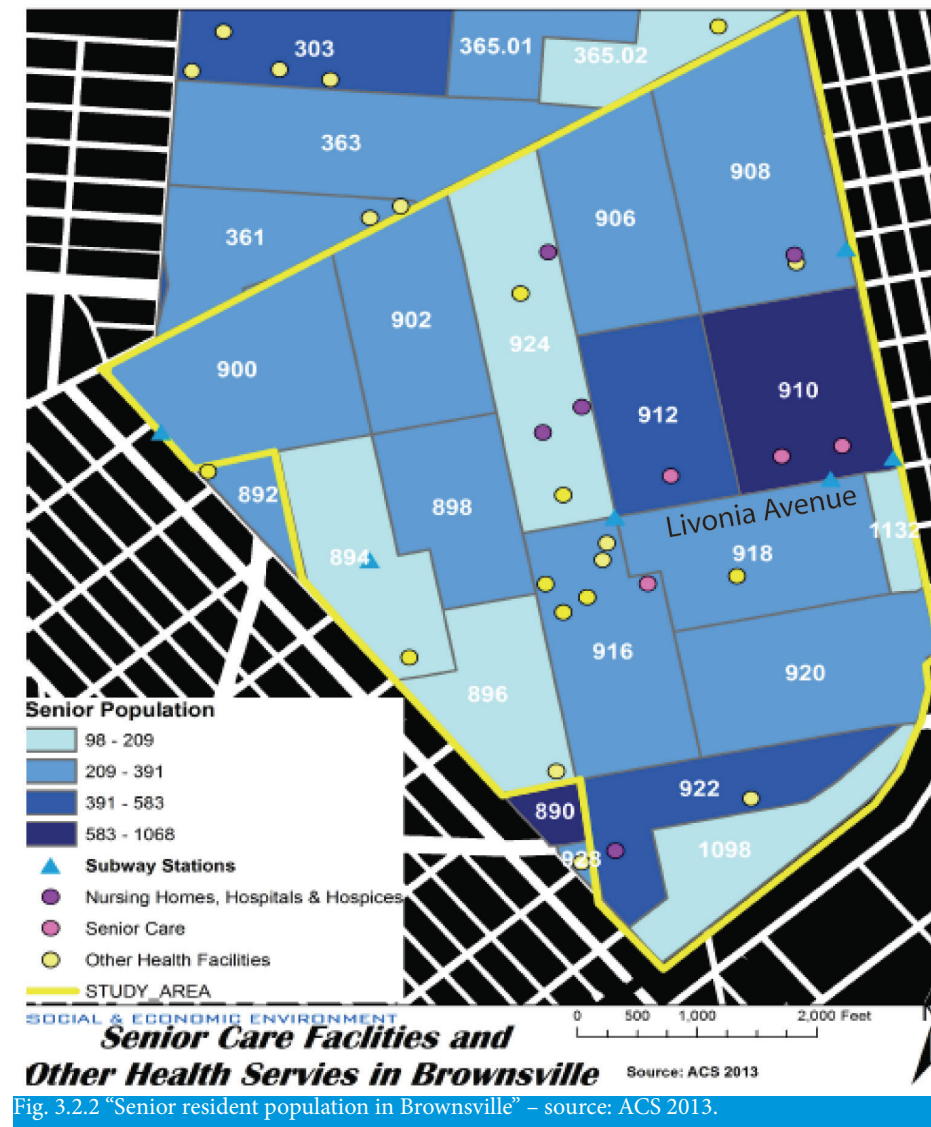 303
365.01
365.02
363
908
906
361
902
924
900
910
912
892
898
Livonia Avenue
894
918
1132
916
920
896
922
890
1098
928
Senior Population
98 - 209
209 - 391
391 - 583
583 - 1068
Subway Stations
Nursing Homes, Hospitals & Hospices
Senior Care
Other Health Facilities
STUDY_AREA
SOCIAL & ECONOMIC ENVIRONMENT
Senior Care Faclities and
Other Health Servies in Brownsville
0 500 1,000 2,000 Feet
Source: ACS 2013
Fig. 3.2.2 “Senior resident population in Brownsville” – source: ACS 2013.